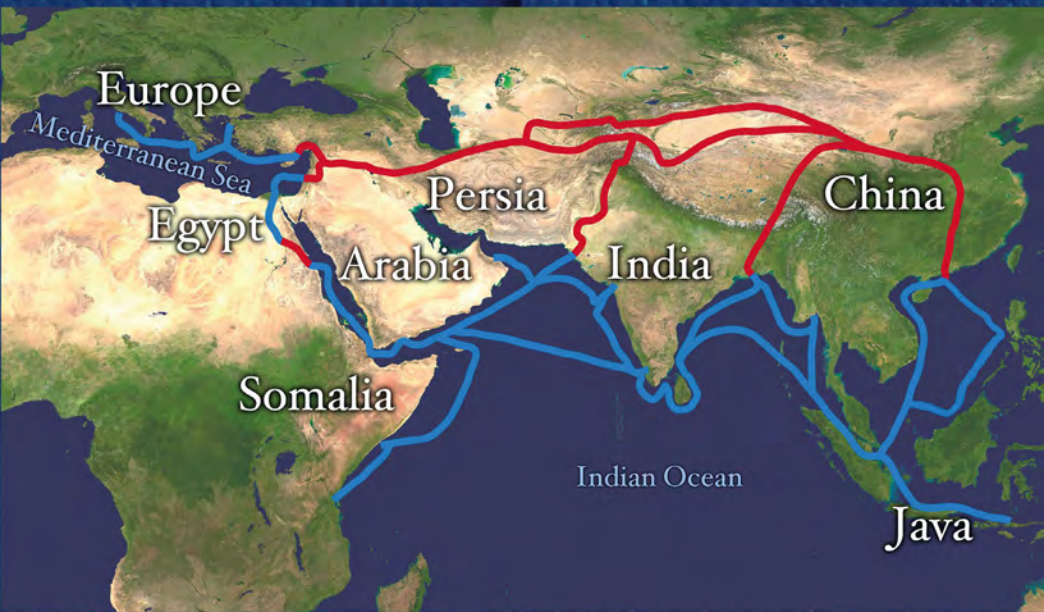 Europe
Mediterranean Sea
Egypt
Persia
China
Arabia
India
Somalia
Indian Ocean
Java